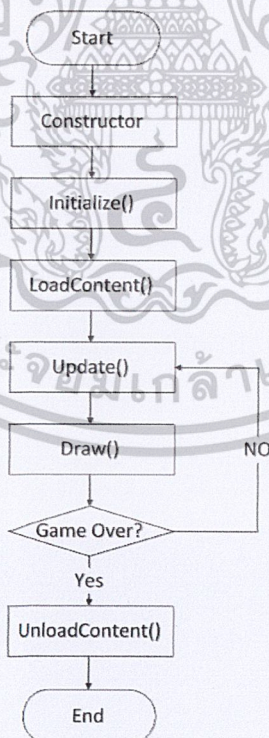 Start
Constructor
Initialize()
LoadContent()
Update()
Draw()
NO
Game Over?
Yes
UnloadContent()
End